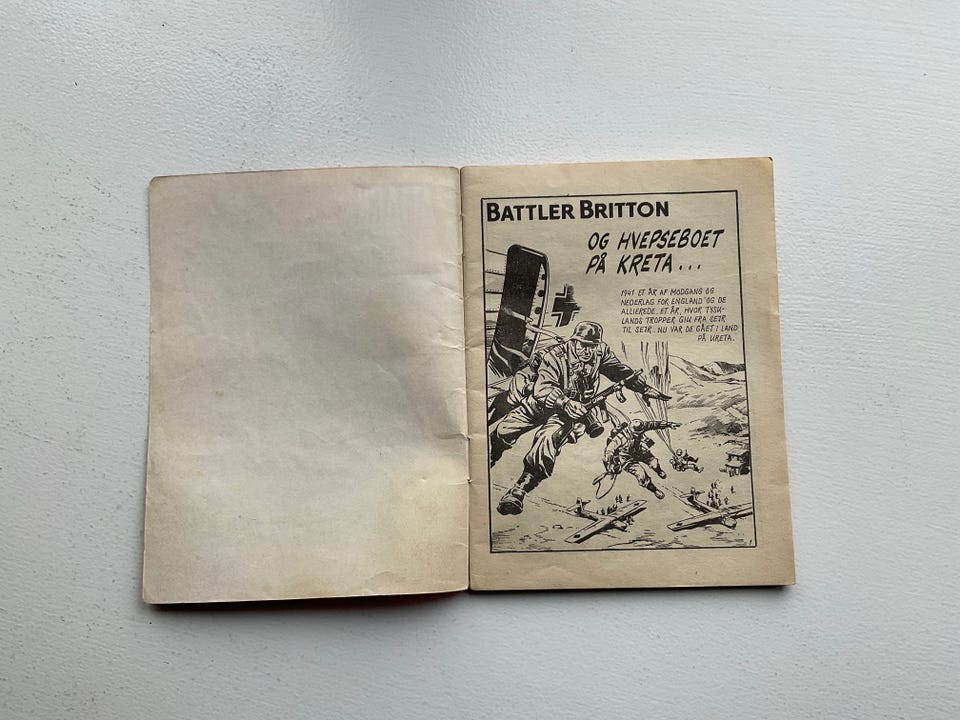 BATTLER BRITTON
OG HVEPSEBOET
PÅ KRETA...
1941 ET ÅR AF MODGANG OG
NEDERLAG FOR ENGLAND OG DE
ALLIEREDE. ET ÅR, HVOR TYSK-
LANDS TROPPER GIK FRA SEJR
TIL SEJR. NU VAR DE GÅET I LAND
PÅ KRETA.